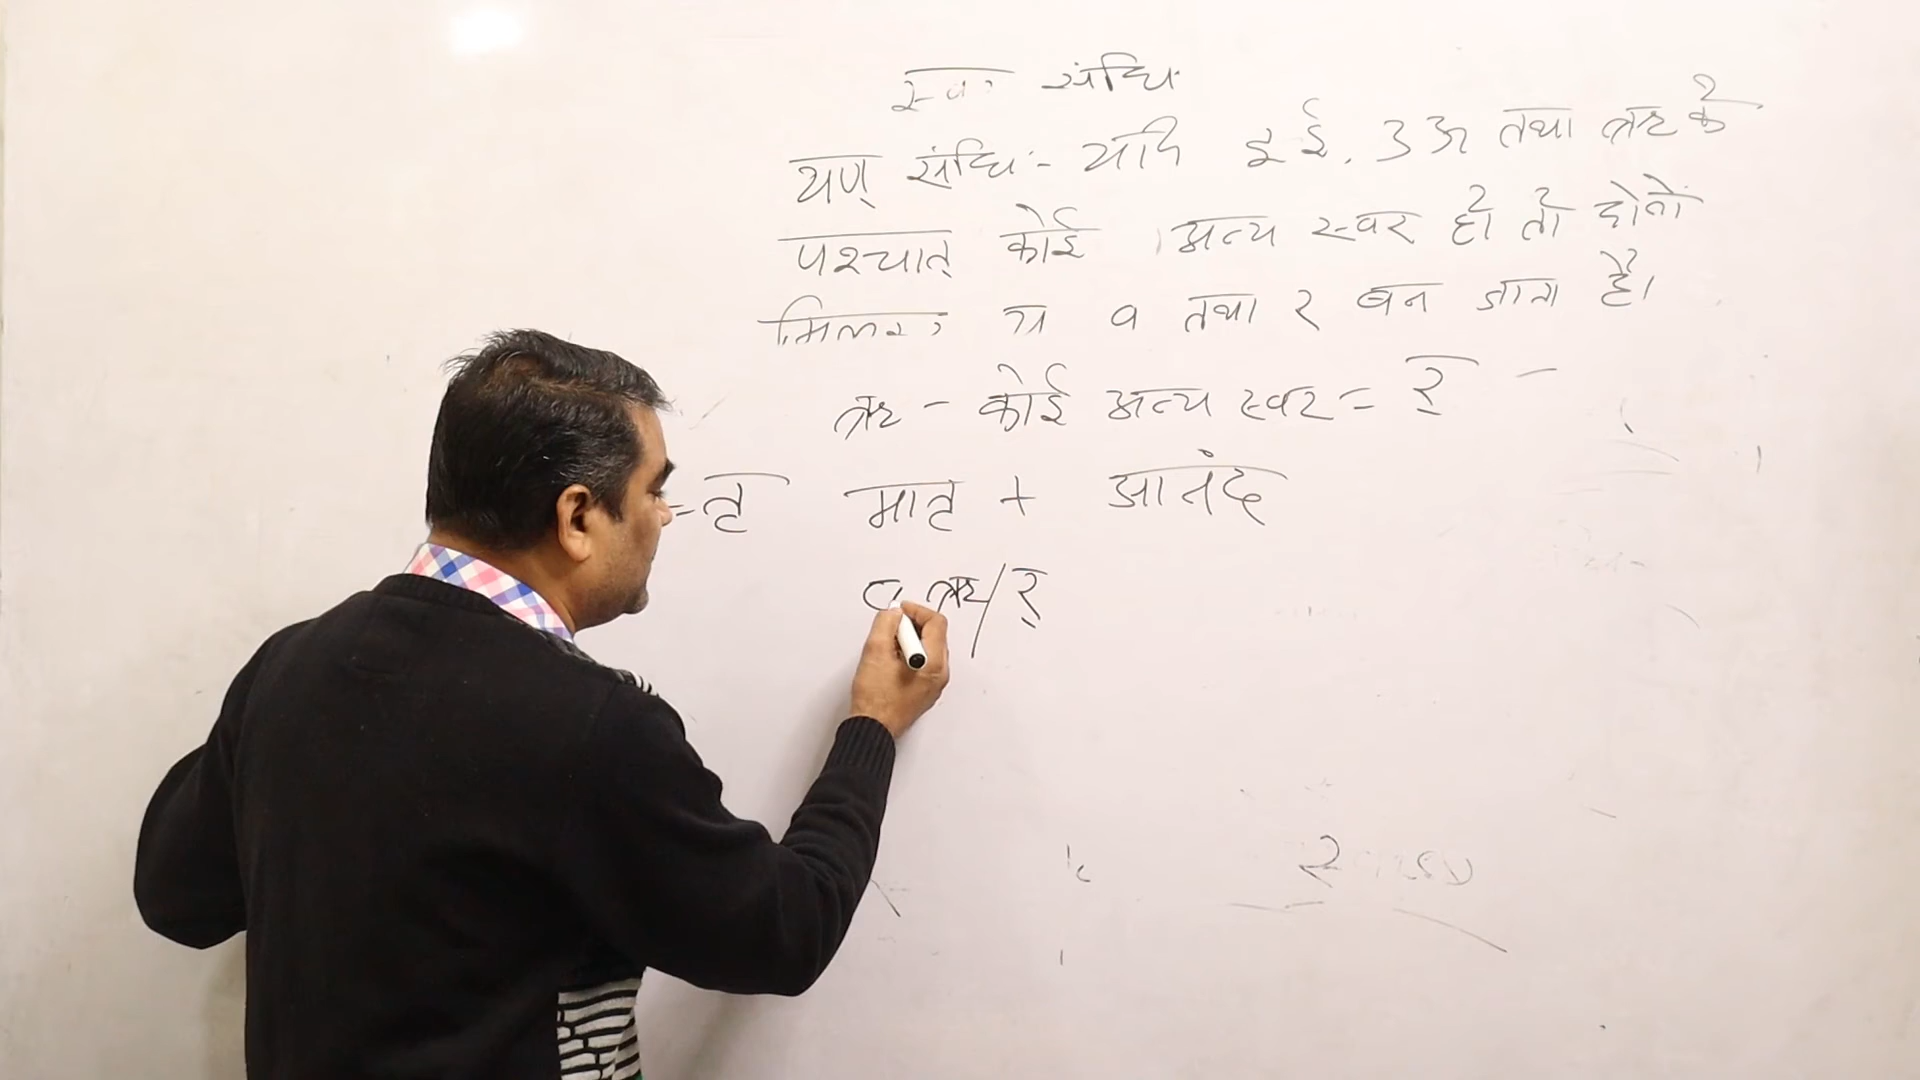 स्वर संधि:
यण् संधि:- यदि इ ई, उ ऊ तथा ऋ के
पश्चात् कोई अन्य स्वर हो तो दोनों
मिलकर य व तथा र बन जाता है।
ऋ - कोई अन्य स्वर = र्
= तृ मातृ + आनंद
ऋ / र्